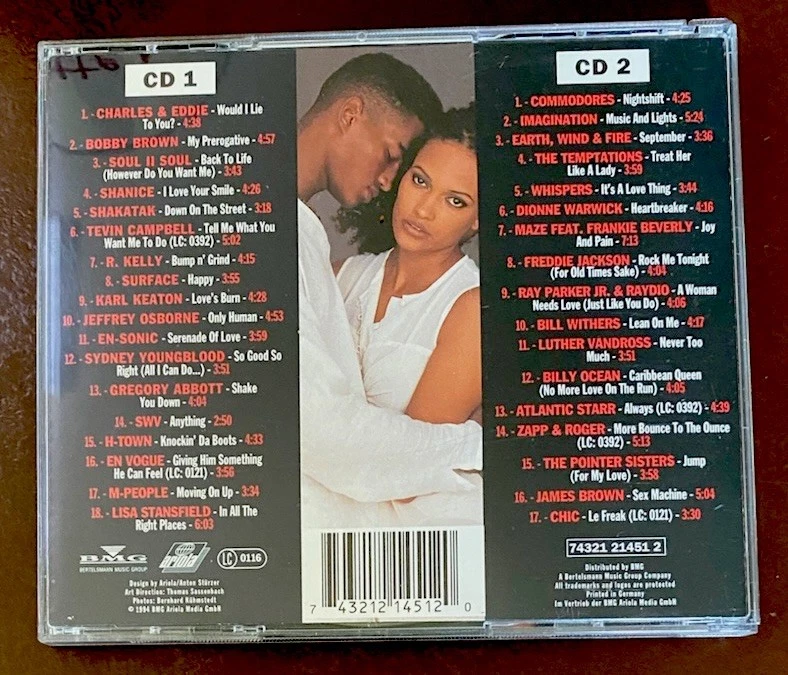 CD 1
1. - CHARLES & EDDIE - Would I Lie
To You? - 4:38
2. - BOBBY BROWN - My Prerogative - 4:57
3. - SOUL II SOUL - Back To Life
(However Do You Want Me) - 3:43
4. - SHANICE - I Love Your Smile - 4:26
5. - SHAKATAK - Down On The Street - 3:18
6. - TEVIN CAMPBELL - Tell Me What You
Want Me To Do (LC: 0392) - 5:02
7. - R. KELLY - Bump n' Grind - 4:15
8. - SURFACE - Happy - 3:55
9. - KARL KEATON - Love's Burn - 4:28
10. - JEFFREY OSBORNE - Only Human - 4:53
11. - EN-SONIC - Serenade Of Love - 3:59
12. - SYDNEY YOUNGBLOOD - So Good So
Right (All I Can Do...) - 3:51
13. - GREGORY ABBOTT - Shake
You Down - 4:04
14. - SWV - Anything - 2:50
15. - H-TOWN - Knockin' Da Boots - 4:33
16. - EN VOGUE - Giving Him Something
He Can Feel (LC: 0121) - 3:56
17. - M-PEOPLE - Moving On Up - 3:34
18. - LISA STANSFIELD - In All The
Right Places - 6:03
BMG
BERTELSMANN MUSIC GROUP
ariola
LC 0116
Design by Ariola/Anton Stürzer
Art Direction: Thomas Sassenbach
Photos: Bernhard Kühmstedt
© 1994 BMG Ariola Media GmbH
7 43212 14512 0
CD 2
1. - COMMODORES - Nightshift - 4:25
2. - IMAGINATION - Music And Lights - 5:24
3. - EARTH, WIND & FIRE - September - 3:36
4. - THE TEMPTATIONS - Treat Her
Like A Lady - 3:59
5. - WHISPERS - It's A Love Thing - 3:44
6. - DIONNE WARWICK - Heartbreaker - 4:16
7. - MAZE FEAT. FRANKIE BEVERLY - Joy
And Pain - 7:13
8. - FREDDIE JACKSON - Rock Me Tonight
(For Old Times Sake) - 4:04
9. - RAY PARKER JR. & RAYDIO - A Woman
Needs Love (Just Like You Do) - 4:06
10. - BILL WITHERS - Lean On Me - 4:17
11. - LUTHER VANDROSS - Never Too
Much - 3:51
12. - BILLY OCEAN - Caribbean Queen
(No More Love On The Run) - 4:05
13. - ATLANTIC STARR - Always (LC: 0392) - 4:39
14. - ZAPP & ROGER - More Bounce To The Ounce
(LC: 0392) - 5:13
15. - THE POINTER SISTERS - Jump
(For My Love) - 3:58
16. - JAMES BROWN - Sex Machine - 5:04
17. - CHIC - Le Freak (LC: 0121) - 3:30
74321 21451 2
Distributed by BMG
A Bertelsmann Music Group Company
All trademarks and logos are protected
Printed in Germany
Im Vertrieb der BMG Ariola Media GmbH